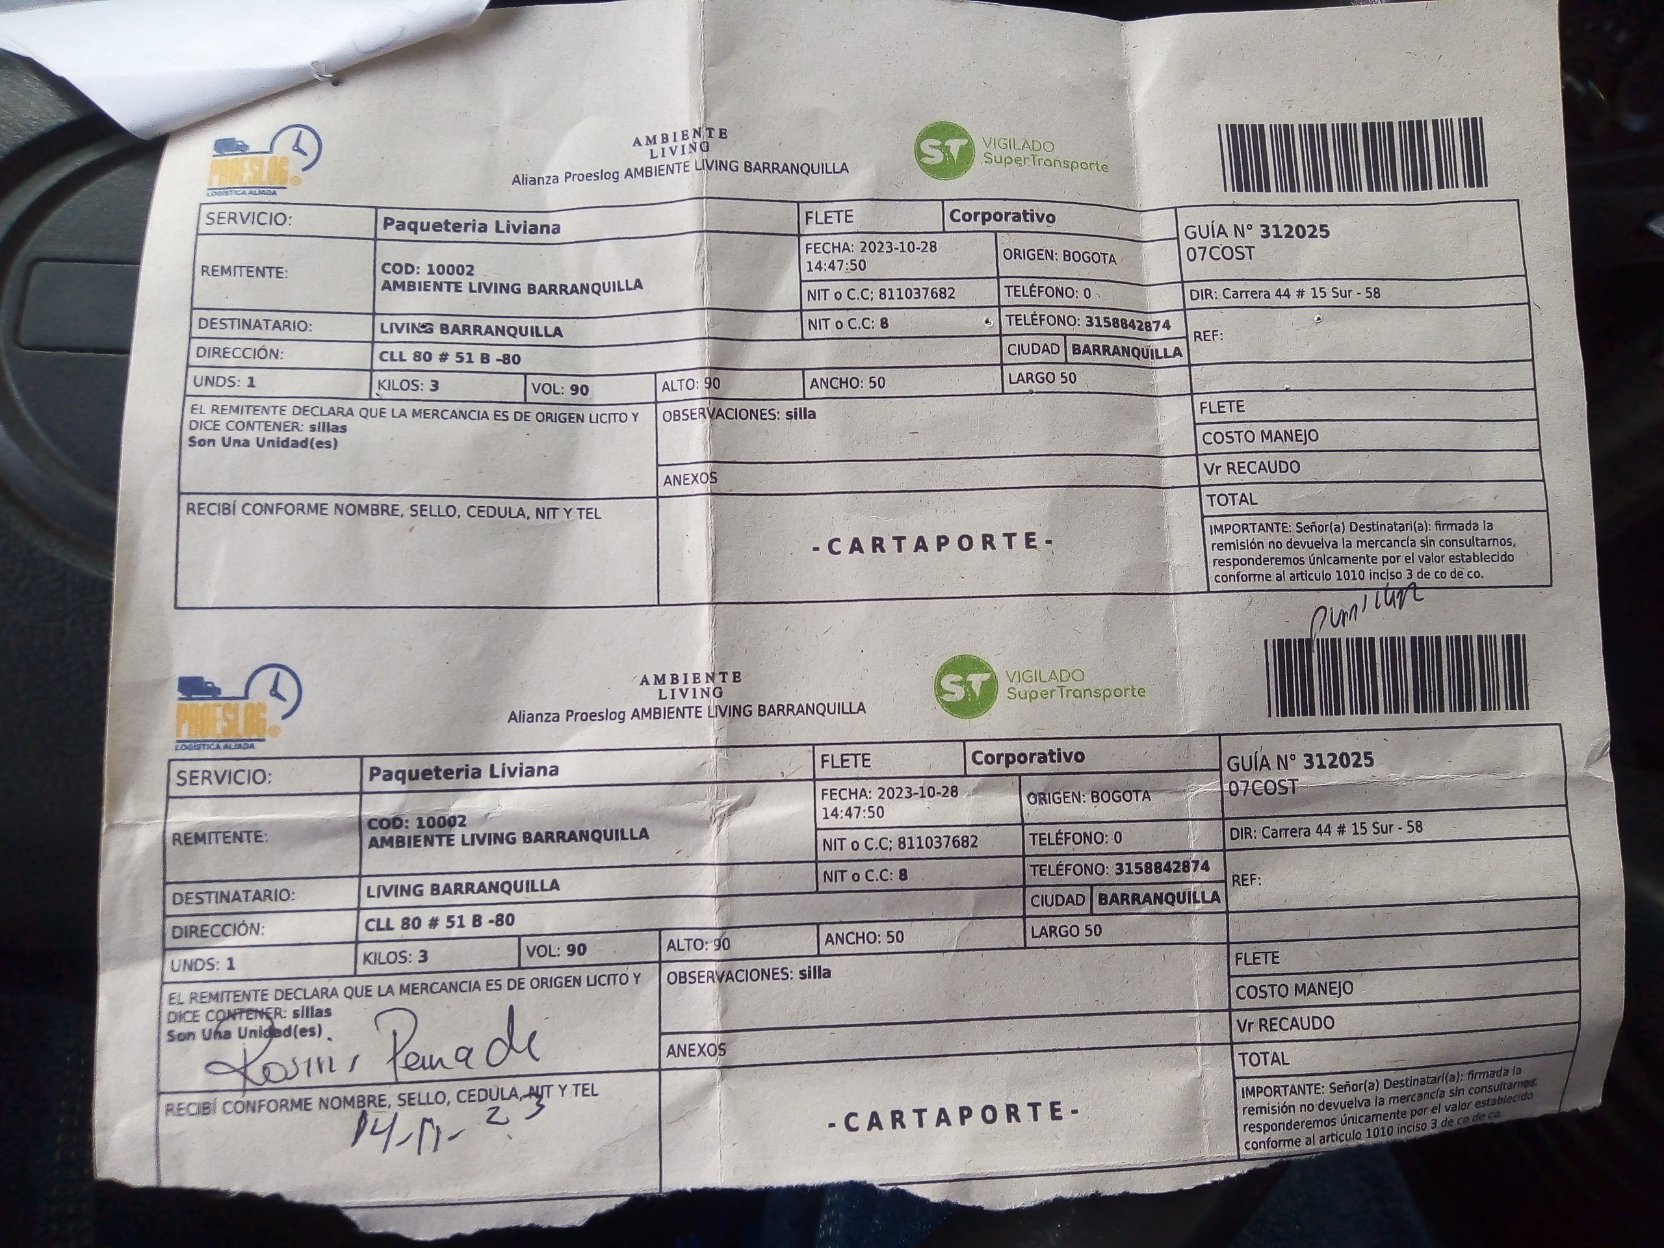 PROESLOG
LOGISTICA ALIADA
AMBIENTE
LIVING
Alianza Proeslog AMBIENTE LIVING BARRANQUILLA
ST VIGILADO
SuperTransporte
SERVICIO: Paqueteria Liviana FLETE Corporativo GUÍA N° 312025
07COST
REMITENTE: COD: 10002
AMBIENTE LIVING BARRANQUILLA
FECHA: 2023-10-28
14:47:50
ORIGEN: BOGOTA
NIT o C.C; 811037682 TELÉFONO: 0 DIR: Carrera 44 # 15 Sur - 58
DESTINATARIO: LIVING BARRANQUILLA NIT o C.C: 8 TELÉFONO: 3158842874 REF:
DIRECCIÓN: CLL 80 # 51 B -80 CIUDAD BARRANQUILLA
UNDS: 1 KILOS: 3 VOL: 90 ALTO: 90 ANCHO: 50 LARGO 50
EL REMITENTE DECLARA QUE LA MERCANCIA ES DE ORIGEN LICITO Y
DICE CONTENER: sillas
Son Una Unidad(es)
OBSERVACIONES: silla
ANEXOS
FLETE
COSTO MANEJO
Vr RECAUDO
TOTAL
RECIBÍ CONFORME NOMBRE, SELLO, CEDULA, NIT Y TEL
-CARTAPORTE-
IMPORTANTE: Señor(a) Destinatari(a): firmada la
remisión no devuelva la mercancía sin consultarnos,
responderemos únicamente por el valor establecido
conforme al articulo 1010 inciso 3 de co de co.
PROESLOG
LOGISTICA ALIADA
AMBIENTE
LIVING
Alianza Proeslog AMBIENTE LIVING BARRANQUILLA
ST VIGILADO
SuperTransporte
SERVICIO: Paqueteria Liviana FLETE Corporativo GUÍA N° 312025
07COST
REMITENTE: COD: 10002
AMBIENTE LIVING BARRANQUILLA
FECHA: 2023-10-28
14:47:50
ORIGEN: BOGOTA
NIT o C.C; 811037682 TELÉFONO: 0 DIR: Carrera 44 # 15 Sur - 58
DESTINATARIO: LIVING BARRANQUILLA NIT o C.C: 8 TELÉFONO: 3158842874 REF:
DIRECCIÓN: CLL 80 # 51 B -80 CIUDAD BARRANQUILLA
UNDS: 1 KILOS: 3 VOL: 90 ALTO: 90 ANCHO: 50 LARGO 50
EL REMITENTE DECLARA QUE LA MERCANCIA ES DE ORIGEN LICITO Y
DICE CONTENER: sillas
Son Una Unidad(es)
OBSERVACIONES: silla
ANEXOS
FLETE
COSTO MANEJO
Vr RECAUDO
TOTAL
RECIBÍ CONFORME NOMBRE, SELLO, CEDULA, NIT Y TEL
14-11-23
-CARTAPORTE-
IMPORTANTE: Señor(a) Destinatari(a): firmada la
remisión no devuelva la mercancía sin consultarnos,
responderemos únicamente por el valor establecido
conforme al articulo 1010 inciso 3 de co de co.